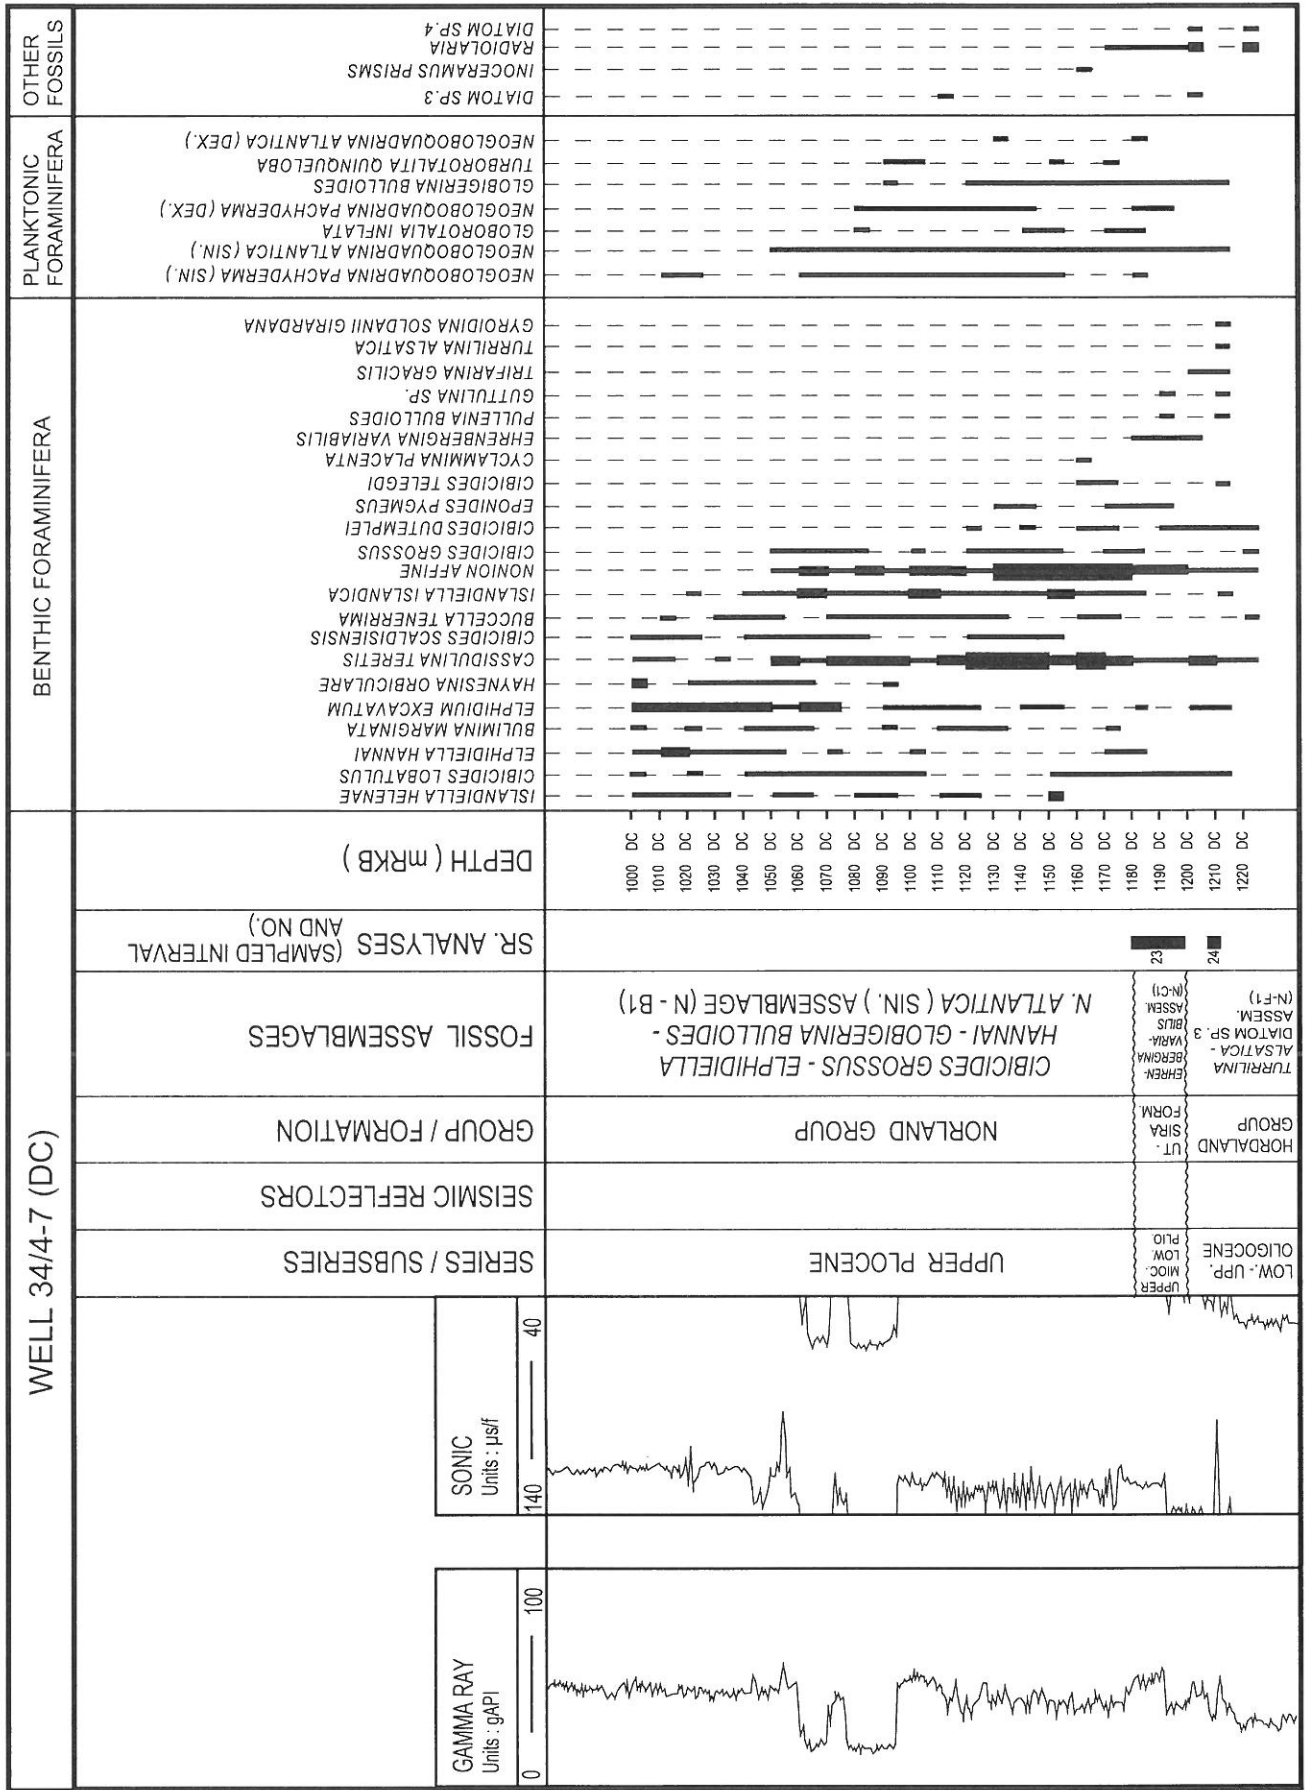 WELL 34/4-7 (DC)
GAMMA RAY
Units : gAPI
0
100
SONIC
Units : µs/f
140
40
SERIES / SUBSERIES
UPPER PLOCENE
UPPER
MIOC.-
LOW.
PLIO.
LOW.- UPP.
OLIGOCENE
SEISMIC REFLECTORS
GROUP / FORMATION
NORLAND GROUP
UT-
SIRA
FORM.
HORDALAND
GROUP
FOSSIL ASSEMBLAGES
CIBICIDES GROSSUS - ELPHIDIELLA
HANNAI - GLOBIGERINA BULLOIDES -
N. ATLANTICA ( SIN. ) ASSEMBLAGE (N - B1)
EHREN-
BERGINA
VARIA-
BILIS
ASSEM.
(N-C1)
TURRILINA
ALSATICA -
DIATOM SP. 3
ASSEM.
(N-F1)
SR. ANALYSES (SAMPLED INTERVAL
AND NO.)
23
24
DEPTH ( mRKB )
1000 DC
1010 DC
1020 DC
1030 DC
1040 DC
1050 DC
1060 DC
1070 DC
1080 DC
1090 DC
1100 DC
1110 DC
1120 DC
1130 DC
1140 DC
1150 DC
1160 DC
1170 DC
1180 DC
1190 DC
1200 DC
1210 DC
1220 DC
BENTHIC FORAMINIFERA
ISLANDIELLA HELENAE
CIBICIDES LOBATULUS
ELPHIDIELLA HANNAI
BULIMINA MARGINATA
ELPHIDIUM EXCAVATUM
HAYNESINA ORBICULARE
CASSIDULINA TERETIS
CIBICIDES SCALDISIENSIS
BUCCELLA TENERRIMA
ISLANDIELLA ISLANDICA
NONION AFFINE
CIBICIDES GROSSUS
CIBICIDES DUTEMPLEI
EPONIDES PYGMEUS
CIBICIDES TELEGDI
CYCLAMMINA PLACENTA
EHRENBERGINA VARIABILIS
PULLENIA BULLOIDES
GUTTULINA SP.
TRIFARINA GRACILIS
TURRILINA ALSATICA
GYROIDINA SOLDANII GIRARDANA
PLANKTONIC
FORAMINIFERA
NEOGLOBOQUADRINA PACHYDERMA (SIN. )
NEOGLOBOQUADRINA ATLANTICA (SIN. )
GLOBOROTALIA INFLATA
NEOGLOBOQUADRINA PACHYDERMA (DEX. )
GLOBIGERINA BULLOIDES
TURBOROTALITA QUINQUELOBA
NEOGLOBOQUADRINA ATLANTICA (DEX. )
OTHER
FOSSILS
DIATOM SP.3
INOCERAMUS PRISMS
RADIOLARIA
DIATOM SP.4